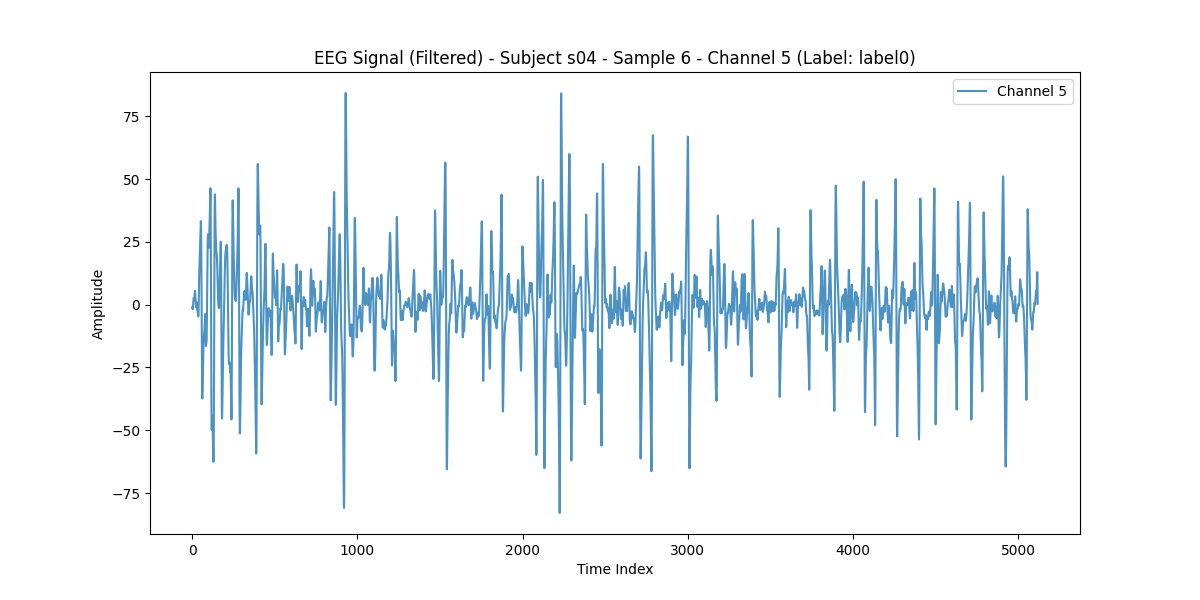 EEG Signal (Filtered) - Subject s04 - Sample 6 - Channel 5 (Label: label0)
Channel 5
75
50
25
0
−25
−50
−75
Amplitude
0 1000 2000 3000 4000 5000
Time Index